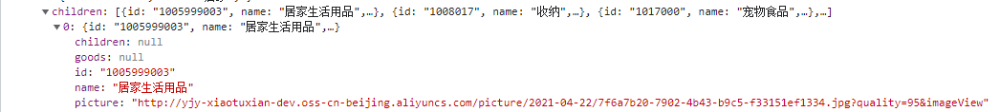 ▼children: [{id: "1005999003", name: "居家生活用品",…}, {id: "1008017", name: "收纳",…}, {id: "1017000", name: "宠物食品",…},…]
▼0: {id: "1005999003", name: "居家生活用品",…}
children: null
goods: null
id: "1005999003"
name: "居家生活用品"
picture: "http://yjy-xiaotuxian-dev.oss-cn-beijing.aliyuncs.com/picture/2021-04-22/7f6a7b20-7902-4b43-b9c5-f33151ef1334.jpg?quality=95&imageView"